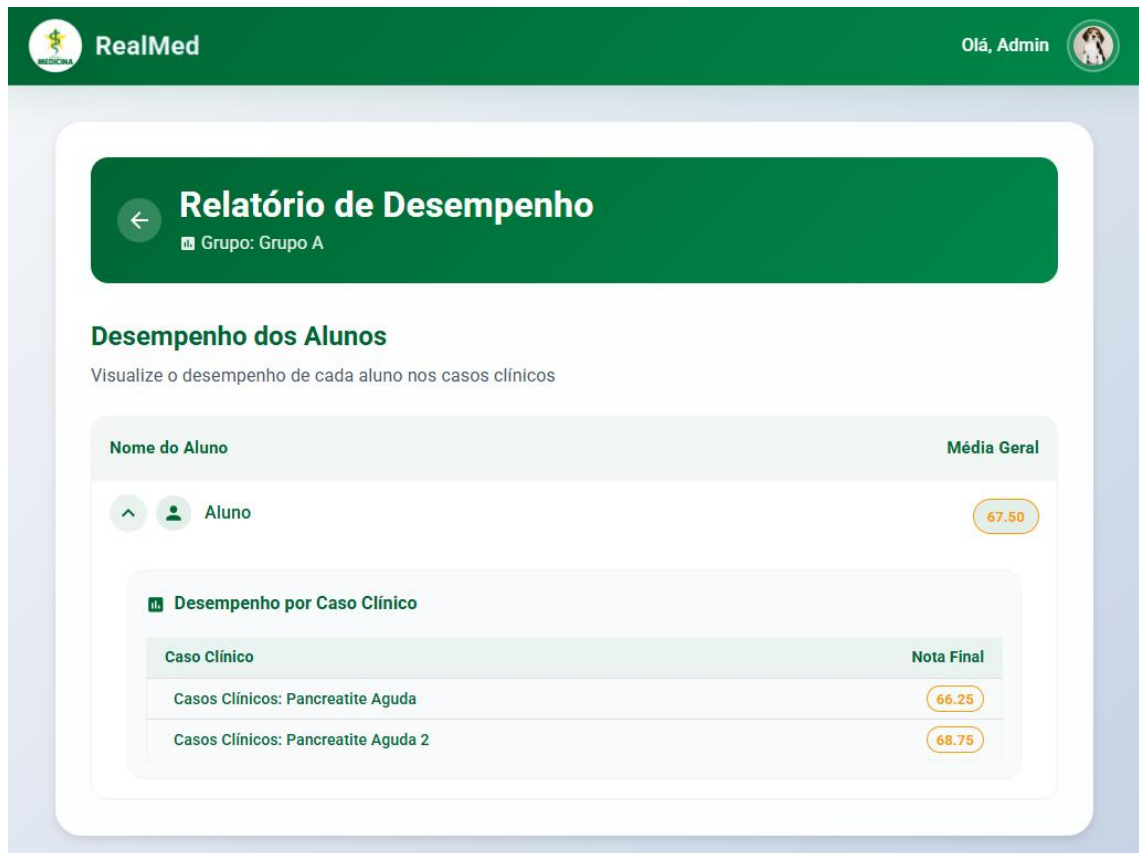 MEDICINA
RealMed
Olá, Admin
Relatório de Desempenho
Grupo: Grupo A
Desempenho dos Alunos
Visualize o desempenho de cada aluno nos casos clínicos
Nome do Aluno Média Geral
Aluno 67.50
Desempenho por Caso Clínico
Caso Clínico Nota Final
Casos Clínicos: Pancreatite Aguda 66.25
Casos Clínicos: Pancreatite Aguda 2 68.75